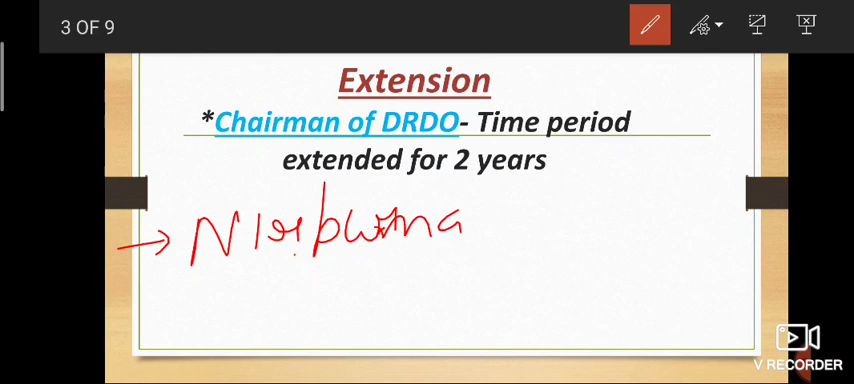 3 OF 9
Extension
*Chairman of DRDO- Time period
extended for 2 years
V RECORDER